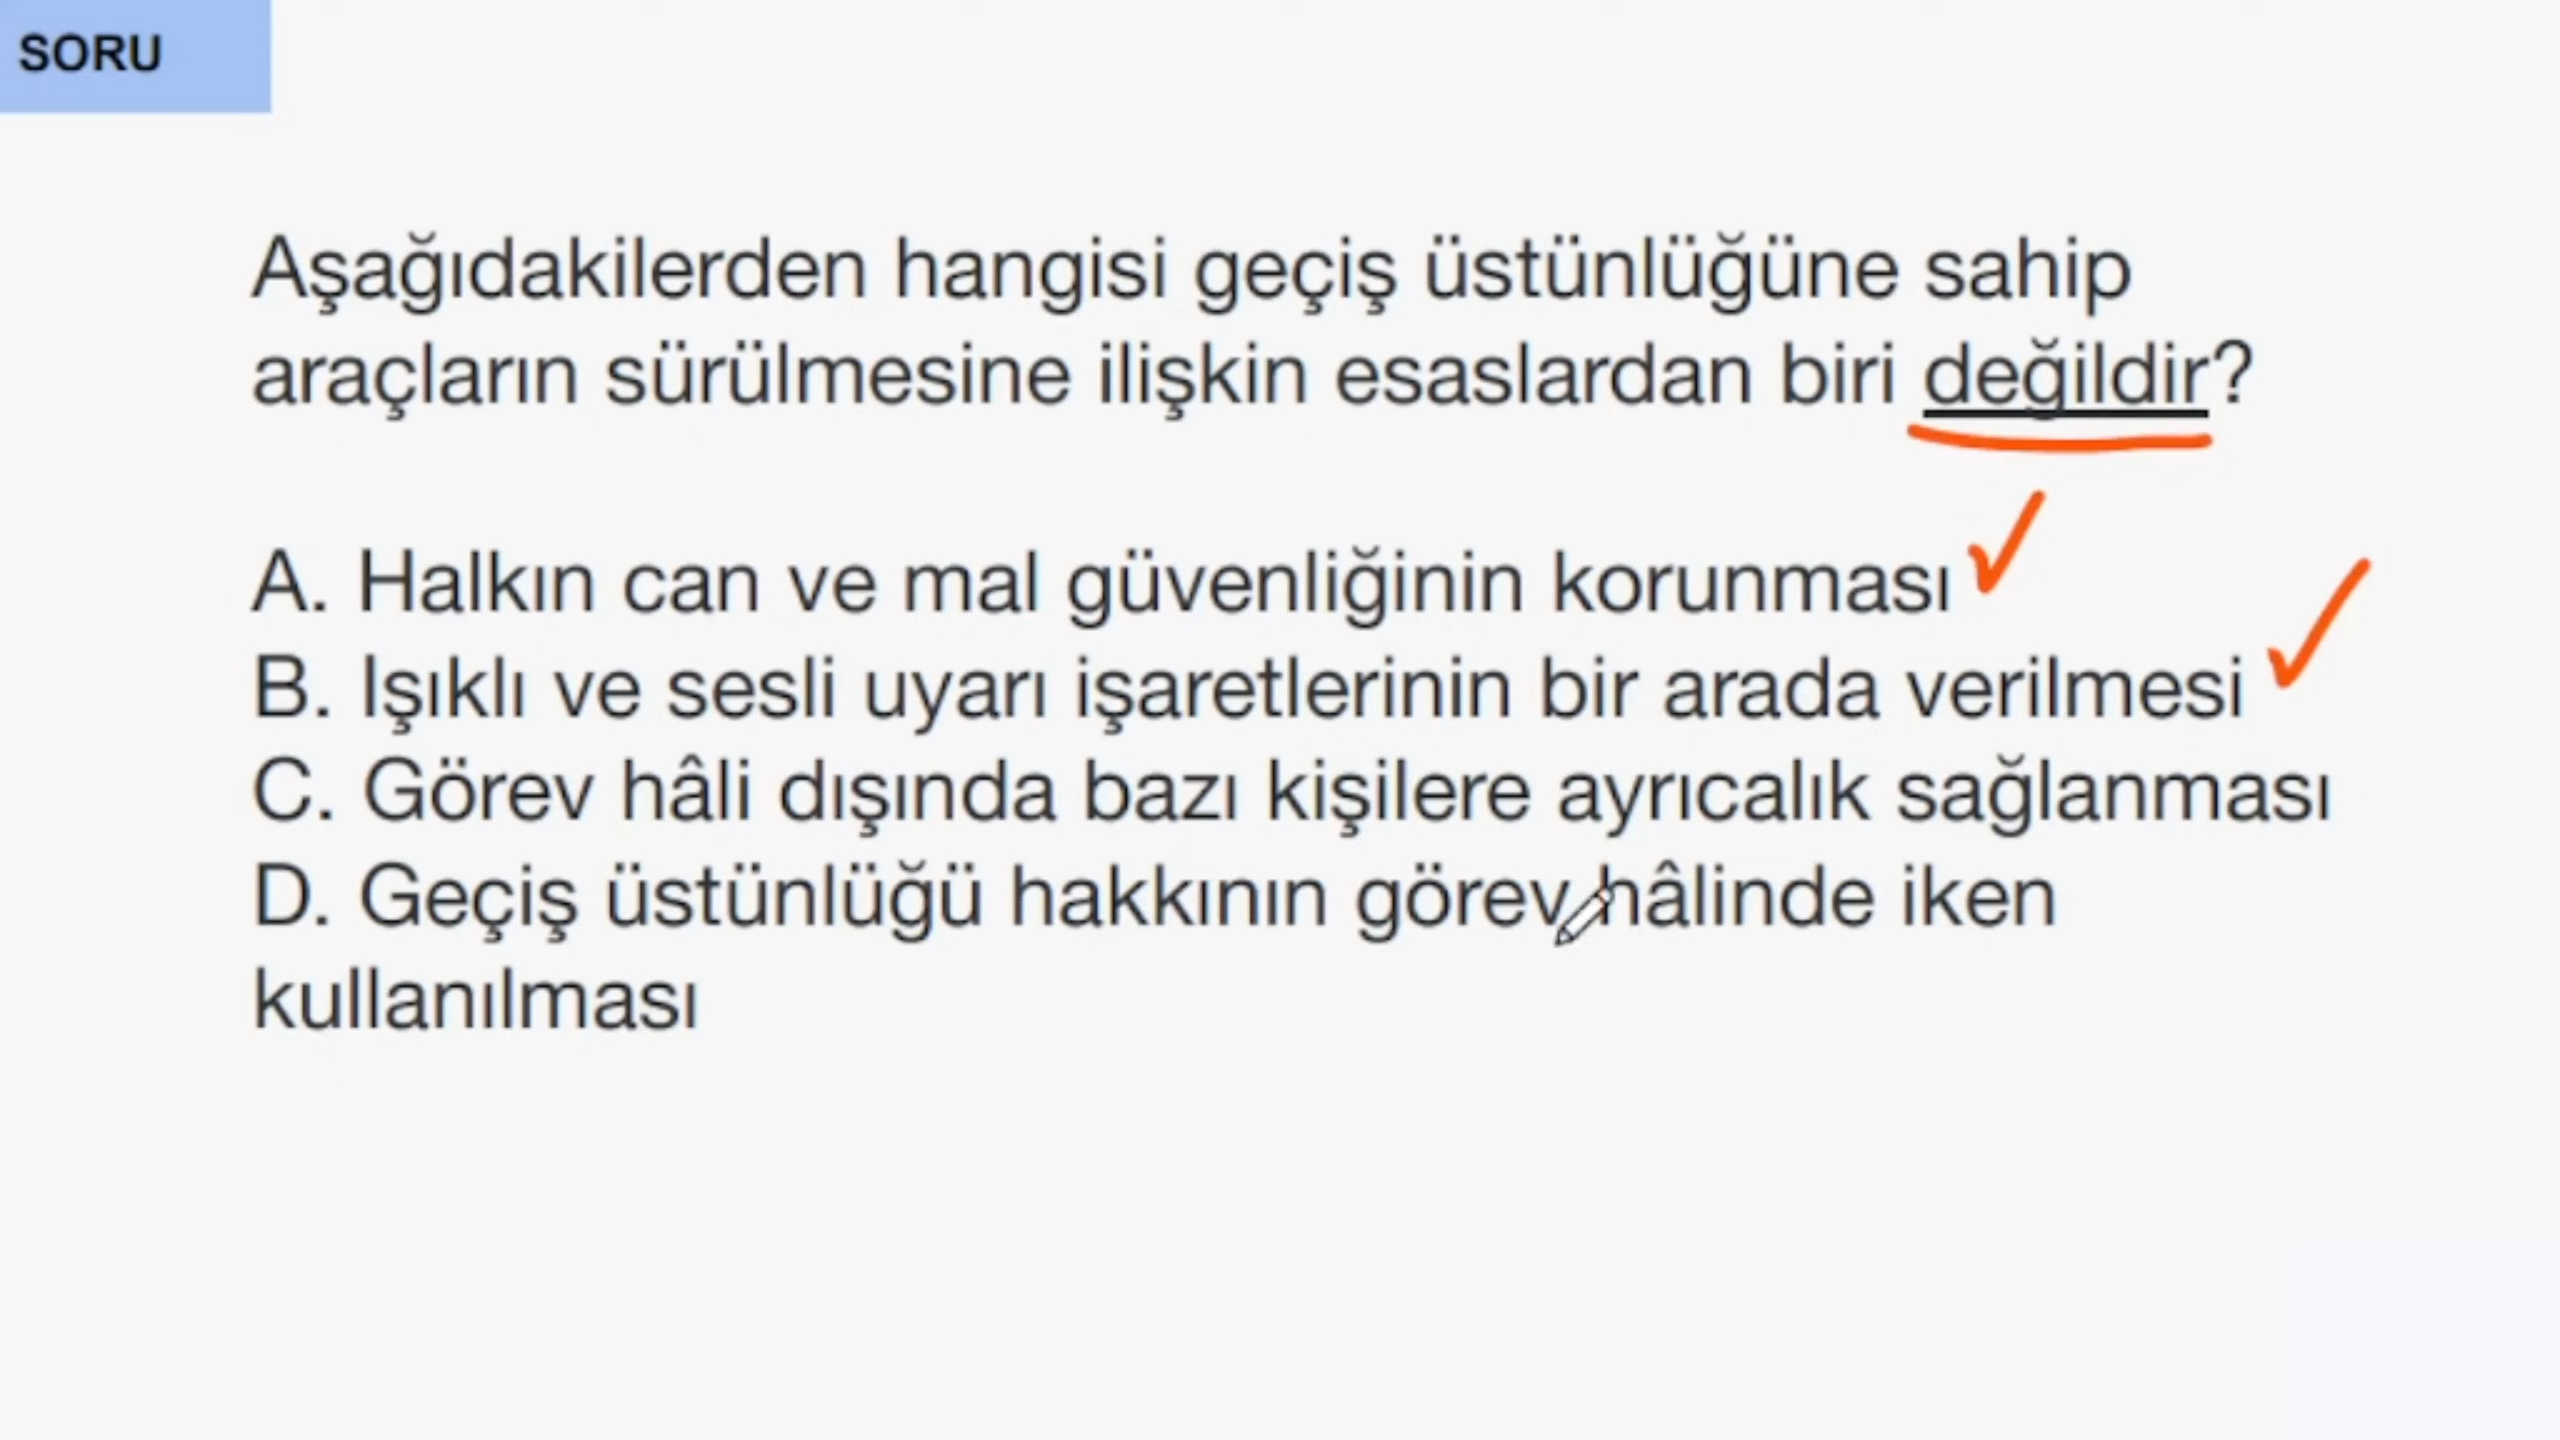 SORU
Aşağıdakilerden hangisi geçiş üstünlüğüne sahip
araçların sürülmesine ilişkin esaslardan biri değildir?
A. Halkın can ve mal güvenliğinin korunması
B. Işıklı ve sesli uyarı işaretlerinin bir arada verilmesi
C. Görev hâli dışında bazı kişilere ayrıcalık sağlanması
D. Geçiş üstünlüğü hakkının görev hâlinde iken
kullanılması